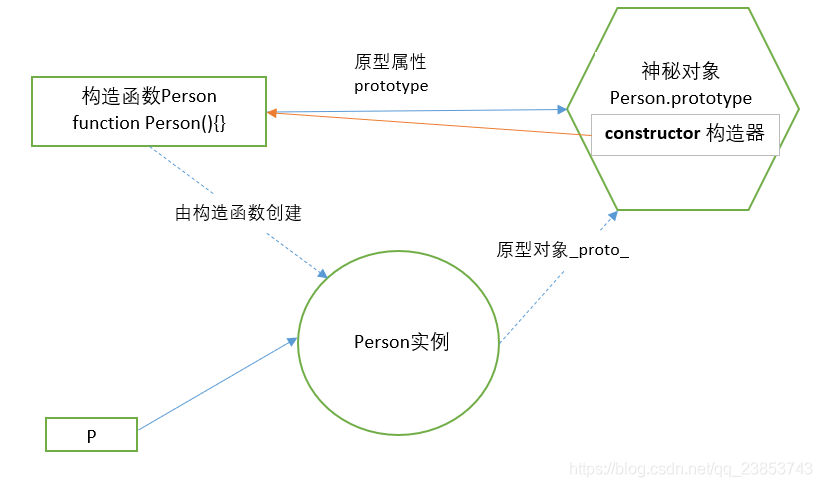 原型属性
prototype
构造函数Person
function Person(){}
神秘对象
Person.prototype
constructor 构造器
由构造函数创建
原型对象_proto_
Person实例
P
https://blog.csdn.net/qq_23853743